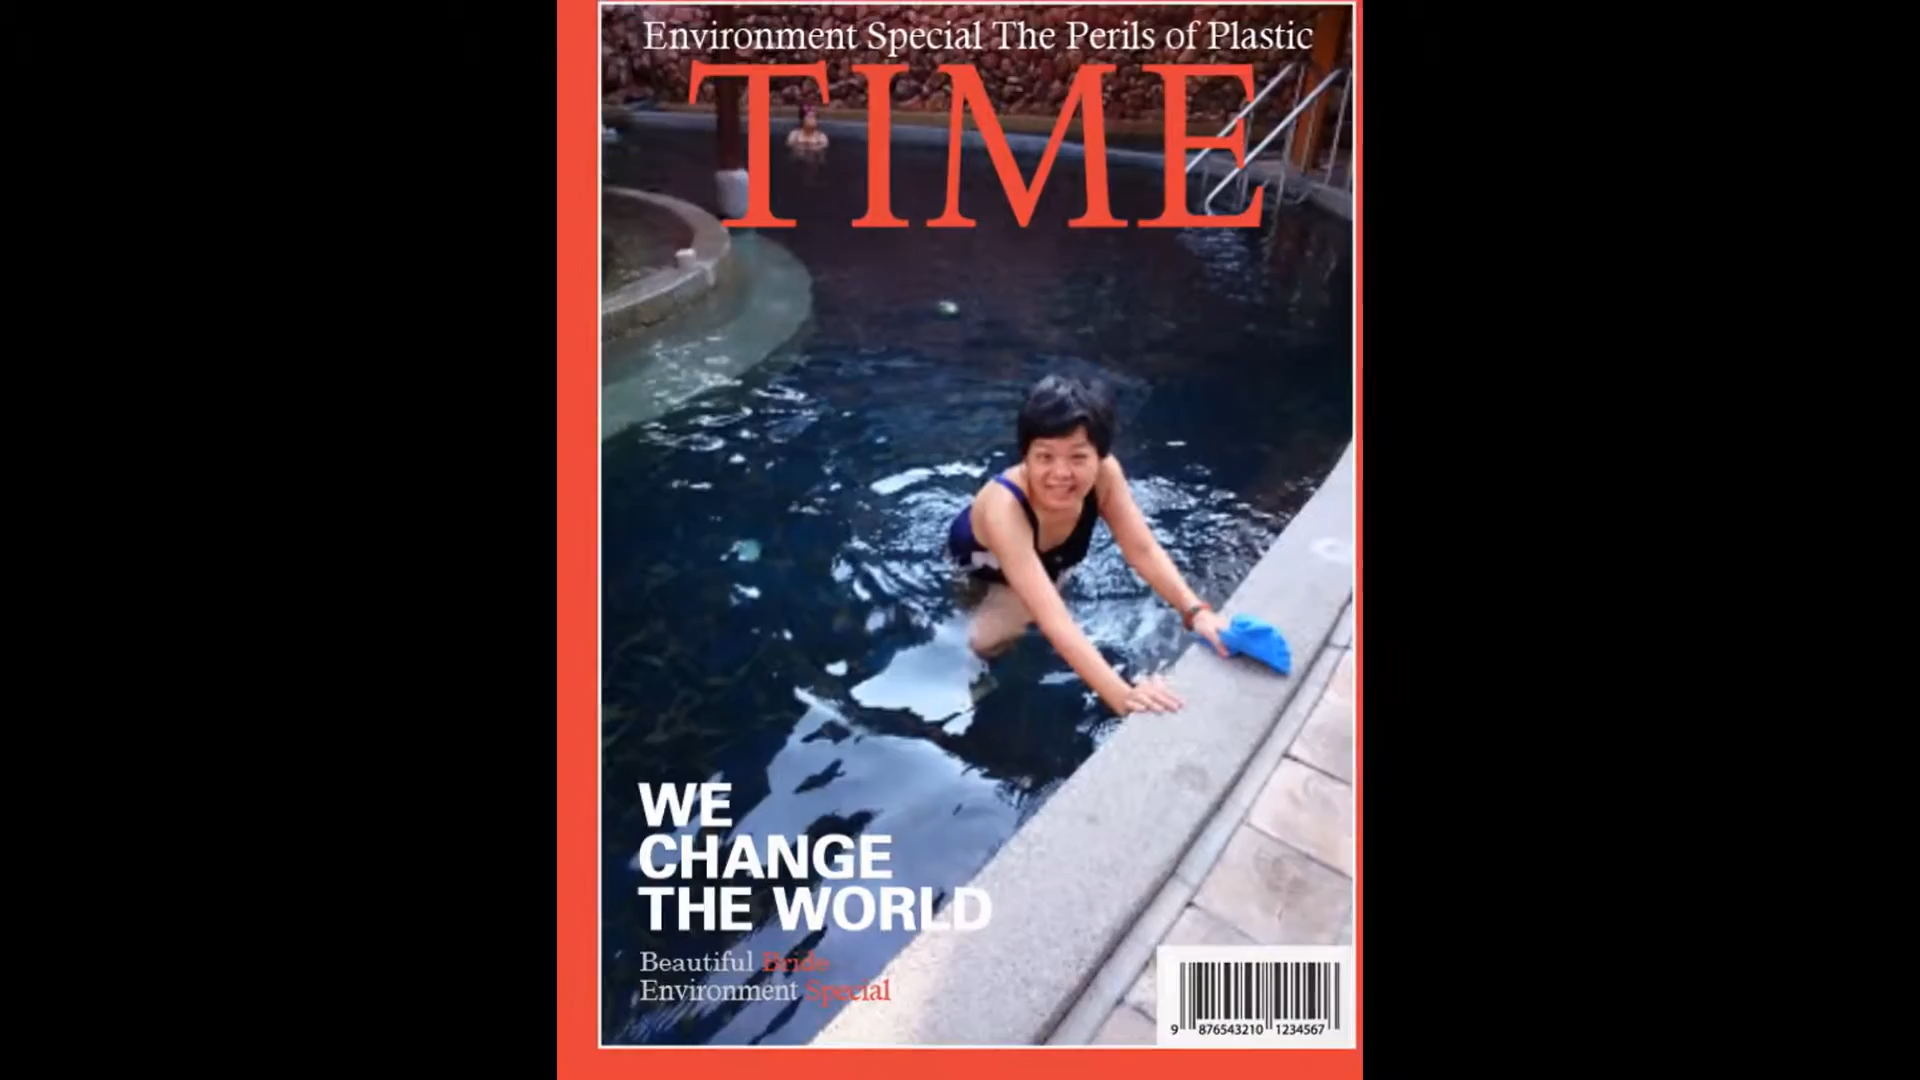 Environment Special The Perils of Plastic
TIME
WE
CHANGE
THE WORLD
Beautiful Bride
Environment Special
9 876543210 1234567